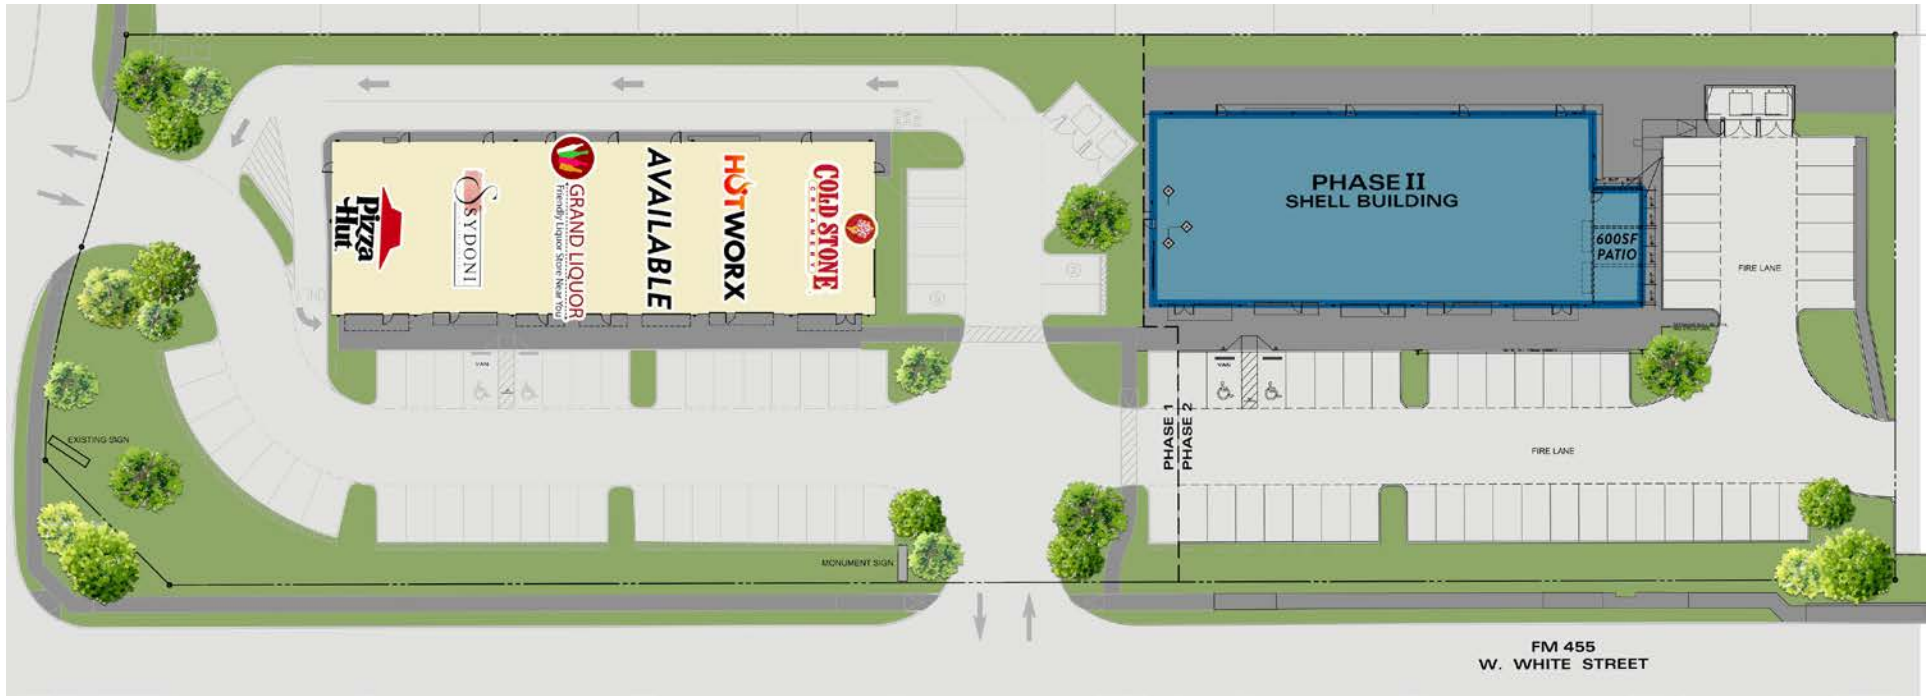 Pizza
Hut
SYDONI
GRAND LIQUOR
Friendly Liquor Store Near You
AVAILABLE
HOTWORX
COLD STONE
CREAMERY
PHASE II
SHELL BUILDING
600SF
PATIO
FIRE LANE
VAN
VAN
PHASE 1
PHASE 2
FIRE LANE
EXISTING SIGN
MONUMENT SIGN
FM 455
W. WHITE STREET